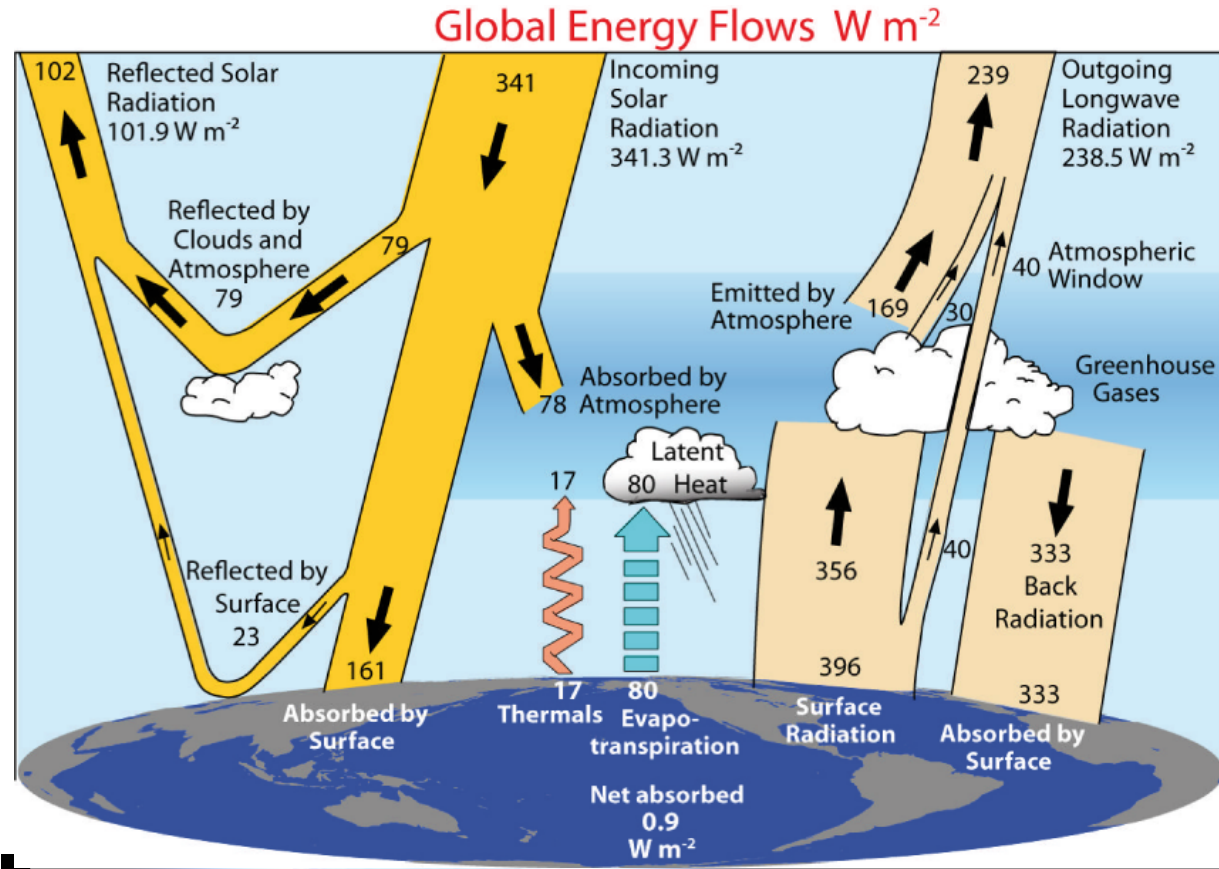 Global Energy Flows W m⁻²
102
Reflected Solar
Radiation
101.9 W m⁻²
341
Incoming
Solar
Radiation
341.3 W m⁻²
239
Outgoing
Longwave
Radiation
238.5 W m⁻²
Reflected by
Clouds and
Atmosphere
79
79
Emitted by
Atmosphere
169
30
40
Atmospheric
Window
Greenhouse
Gases
78
Absorbed by
Atmosphere
17
Latent
80 Heat
Reflected by
Surface
23
161
356
40
333
Back
Radiation
396
333
Absorbed by
Surface
17
Thermals
80
Evapo-
transpiration
Surface
Radiation
Absorbed by
Surface
Net absorbed
0.9
W m⁻²